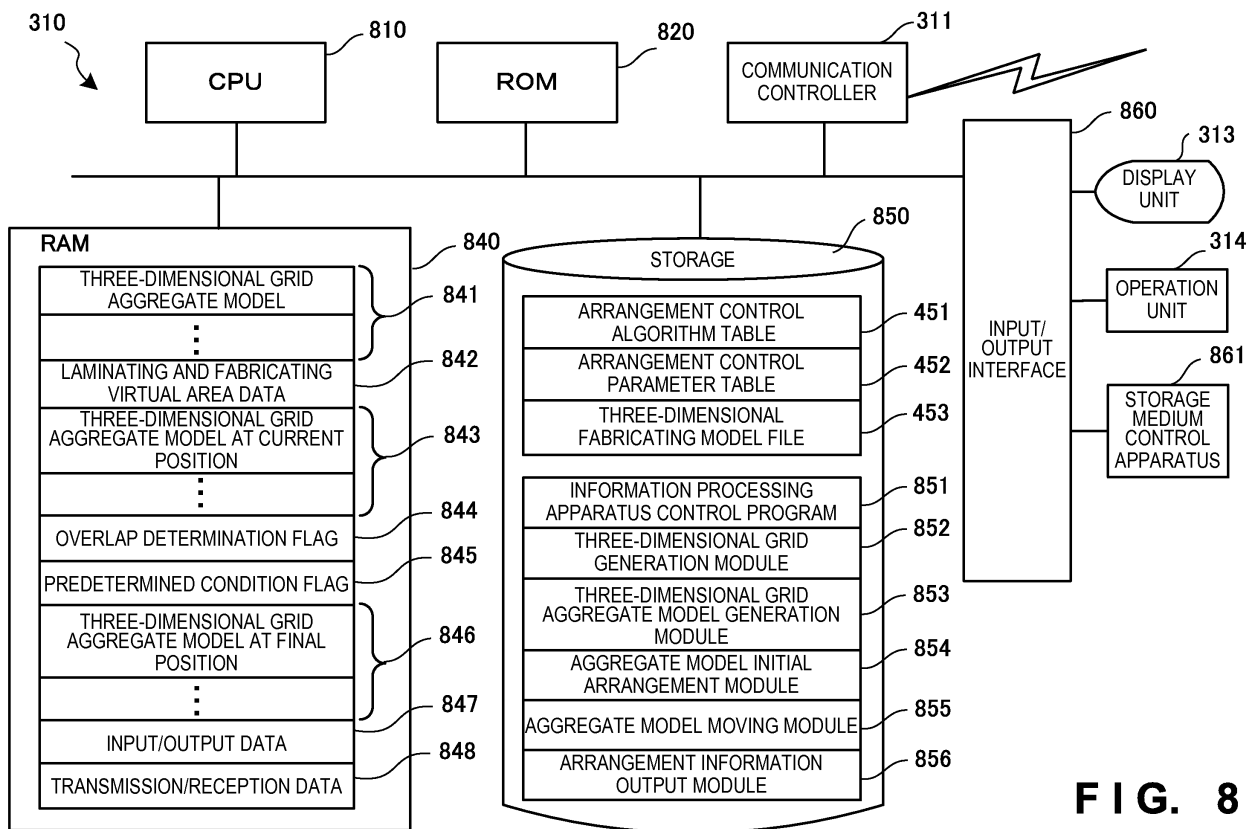 310
810
CPU
820
ROM
311
COMMUNICATION
CONTROLLER
860
INPUT/
OUTPUT
INTERFACE
313
DISPLAY
UNIT
314
OPERATION
UNIT
861
STORAGE
MEDIUM
CONTROL
APPARATUS
RAM
840
THREE-DIMENSIONAL GRID
AGGREGATE MODEL
841
LAMINATING AND FABRICATING
VIRTUAL AREA DATA
842
THREE-DIMENSIONAL GRID
AGGREGATE MODEL AT CURRENT
POSITION
843
OVERLAP DETERMINATION FLAG
844
PREDETERMINED CONDITION FLAG
845
THREE-DIMENSIONAL GRID
AGGREGATE MODEL AT FINAL
POSITION
846
INPUT/OUTPUT DATA
847
TRANSMISSION/RECEPTION DATA
848
850
STORAGE
ARRANGEMENT CONTROL
ALGORITHM TABLE
451
ARRANGEMENT CONTROL
PARAMETER TABLE
452
THREE-DIMENSIONAL
FABRICATING MODEL FILE
453
INFORMATION PROCESSING
APPARATUS CONTROL PROGRAM
851
THREE-DIMENSIONAL GRID
GENERATION MODULE
852
THREE-DIMENSIONAL GRID
AGGREGATE MODEL GENERATION
MODULE
853
AGGREGATE MODEL INITIAL
ARRANGEMENT MODULE
854
AGGREGATE MODEL MOVING MODULE
855
ARRANGEMENT INFORMATION
OUTPUT MODULE
856
FIG. 8